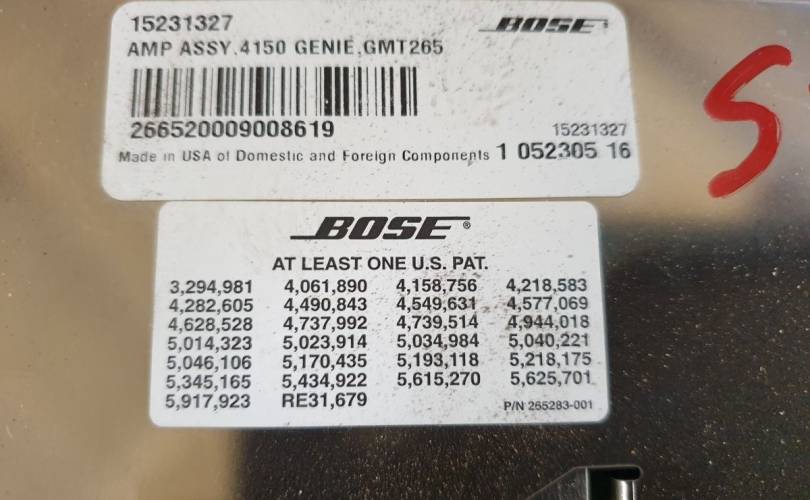 15231327 BOSE
AMP ASSY.4150 GENIE,GMT265
266520009008619 15231327
Made in USA of Domestic and Foreign Components 1 052305 16
S
BOSE®
AT LEAST ONE U.S. PAT.
3,294,981 4,061,890 4,158,756 4,218,583
4,282,605 4,490,843 4,549,631 4,577,069
4,628,528 4,737,992 4,739,514 4,944,018
5,014,323 5,023,914 5,034,984 5,040,221
5,046,106 5,170,435 5,193,118 5,218,175
5,345,165 5,434,922 5,615,270 5,625,701
5,917,923 RE31,679 P/N 265283-001